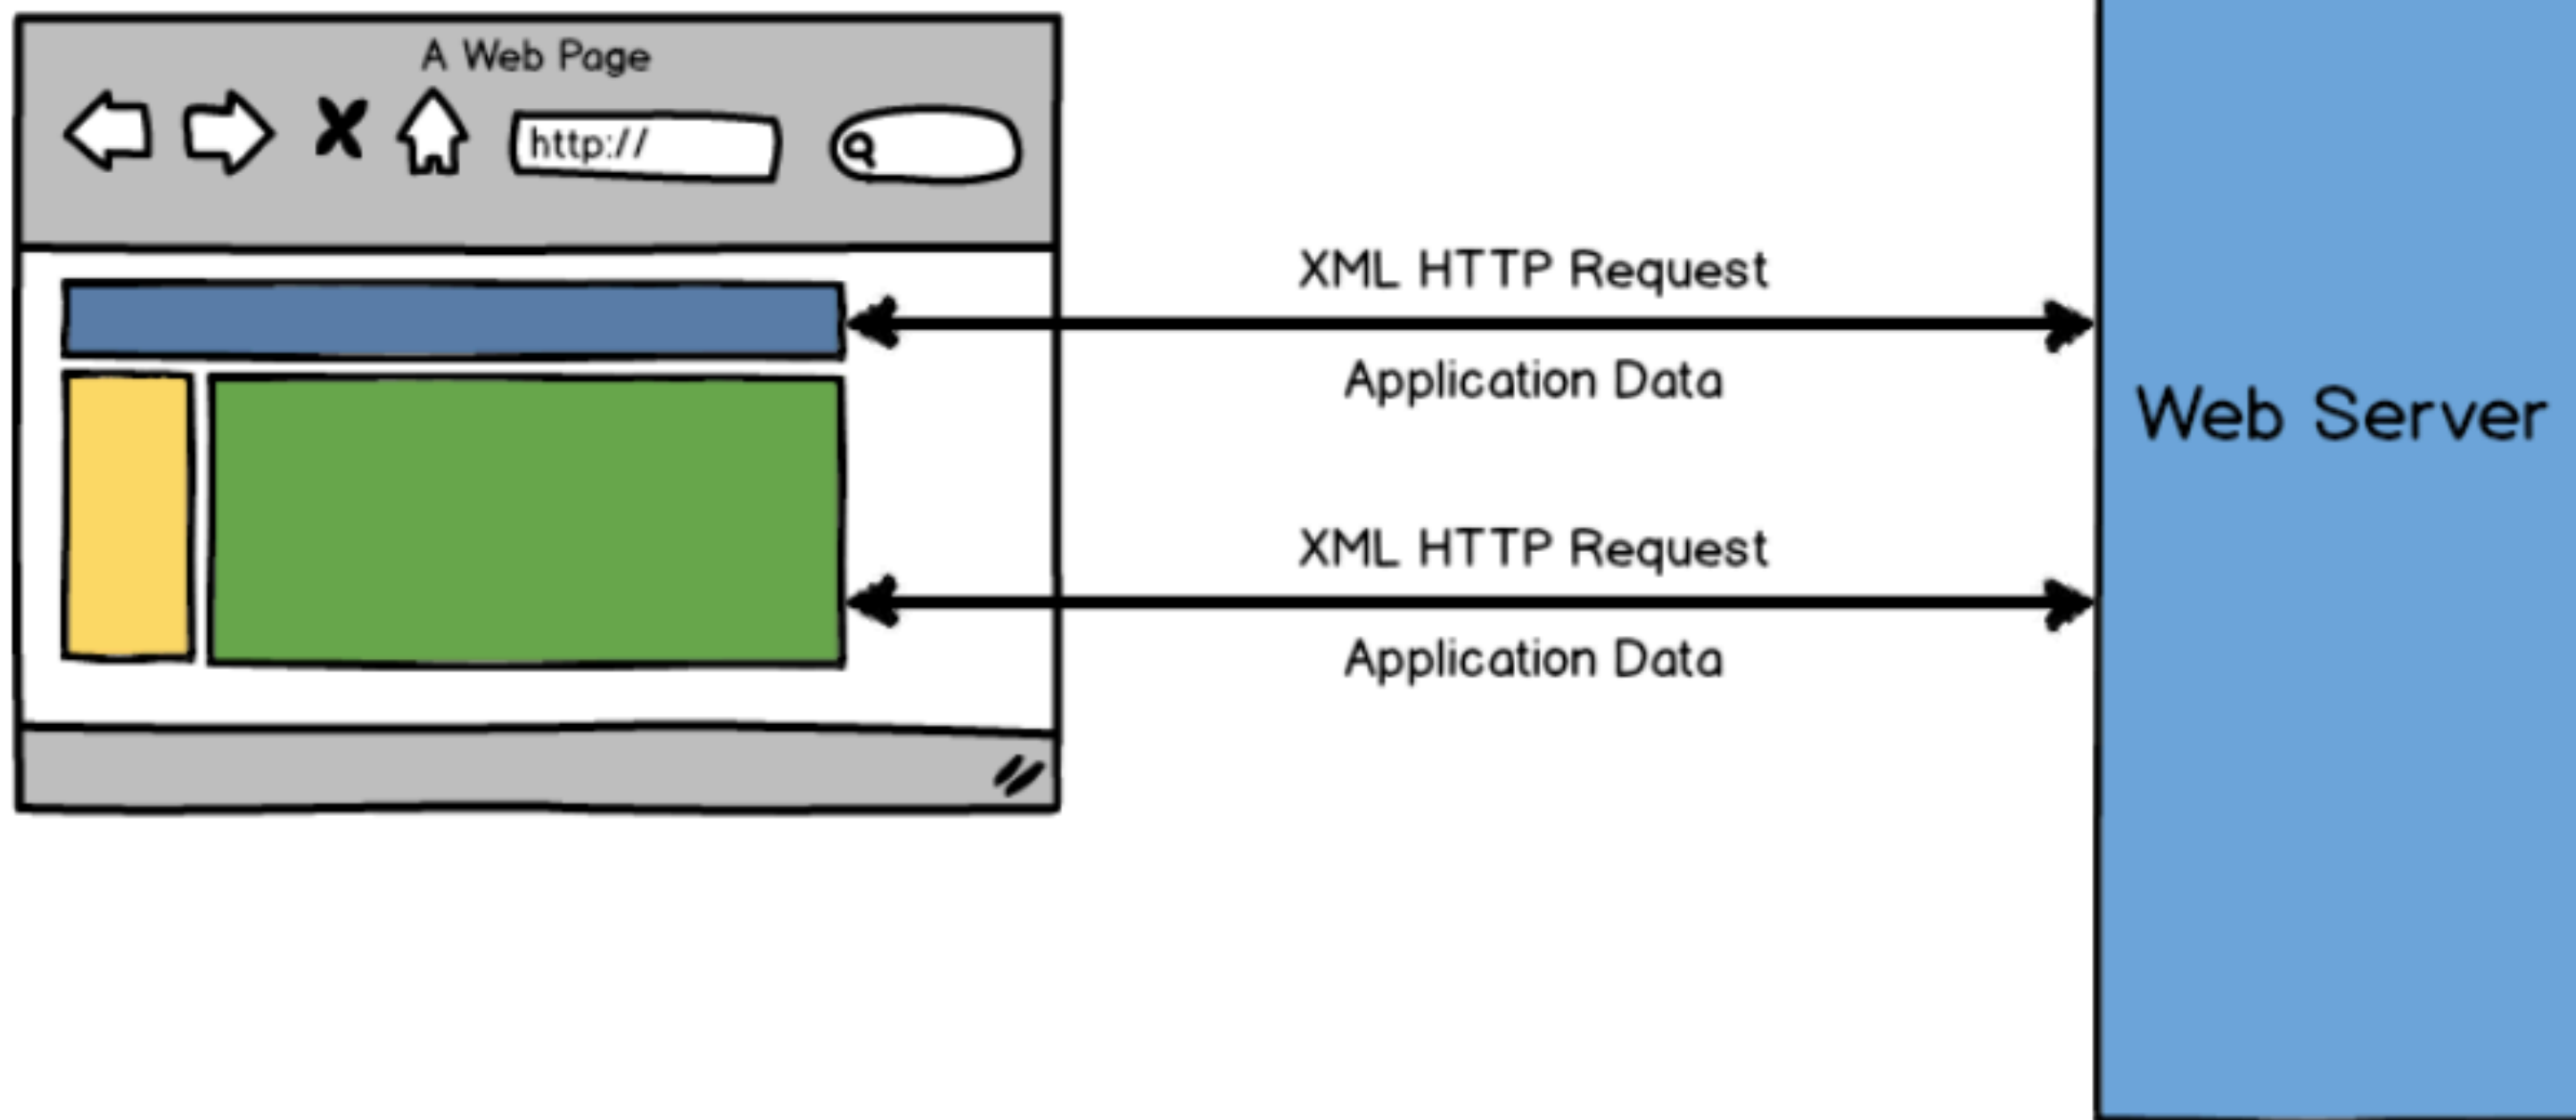 A Web Page
http://
XML HTTP Request
Application Data
Web Server
XML HTTP Request
Application Data